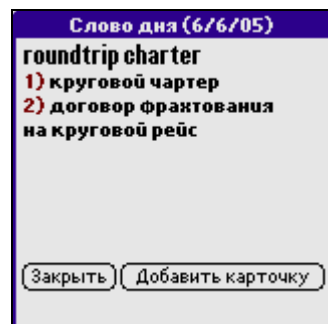 Слово дня (6/6/05)
roundtrip charter
1) круговой чартер
2) договор фрахтования
на круговой рейс
Закрыть Добавить карточку